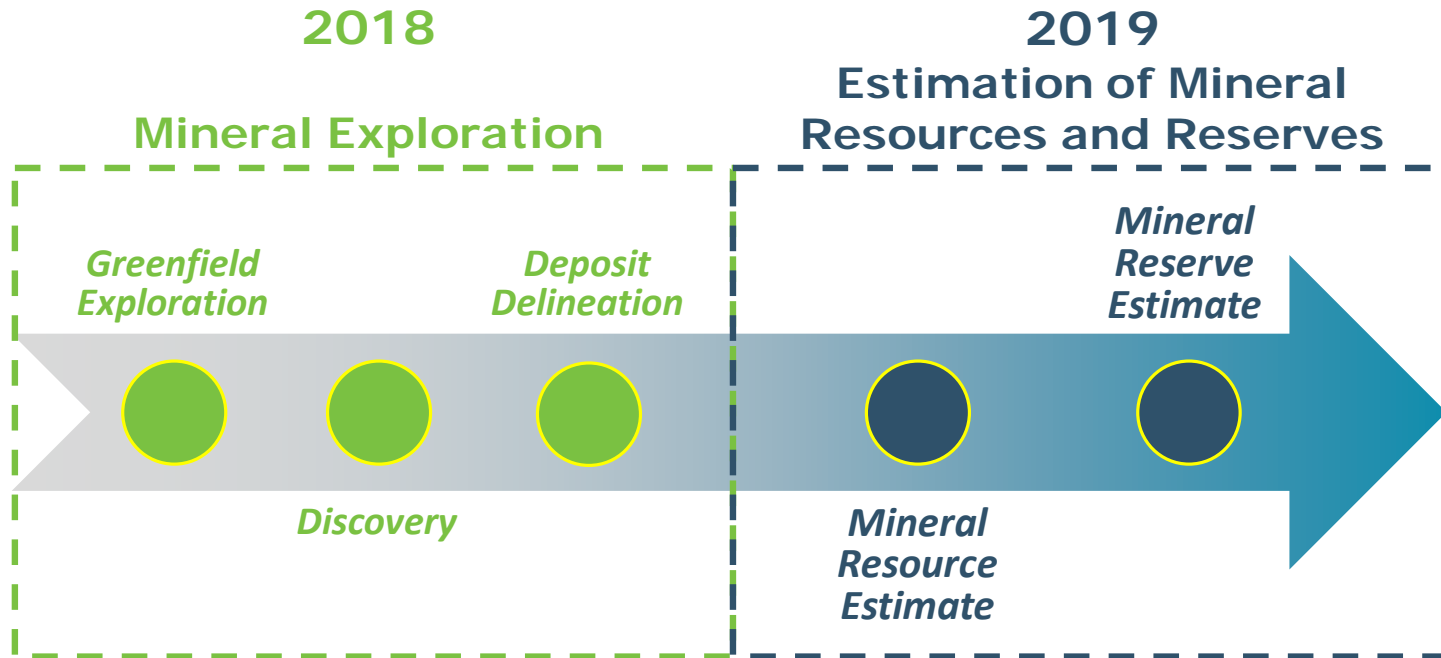 2018
Mineral Exploration
Greenfield
Exploration
Discovery
Deposit
Delineation
2019
Estimation of Mineral
Resources and Reserves
Mineral
Resource
Estimate
Mineral
Reserve
Estimate